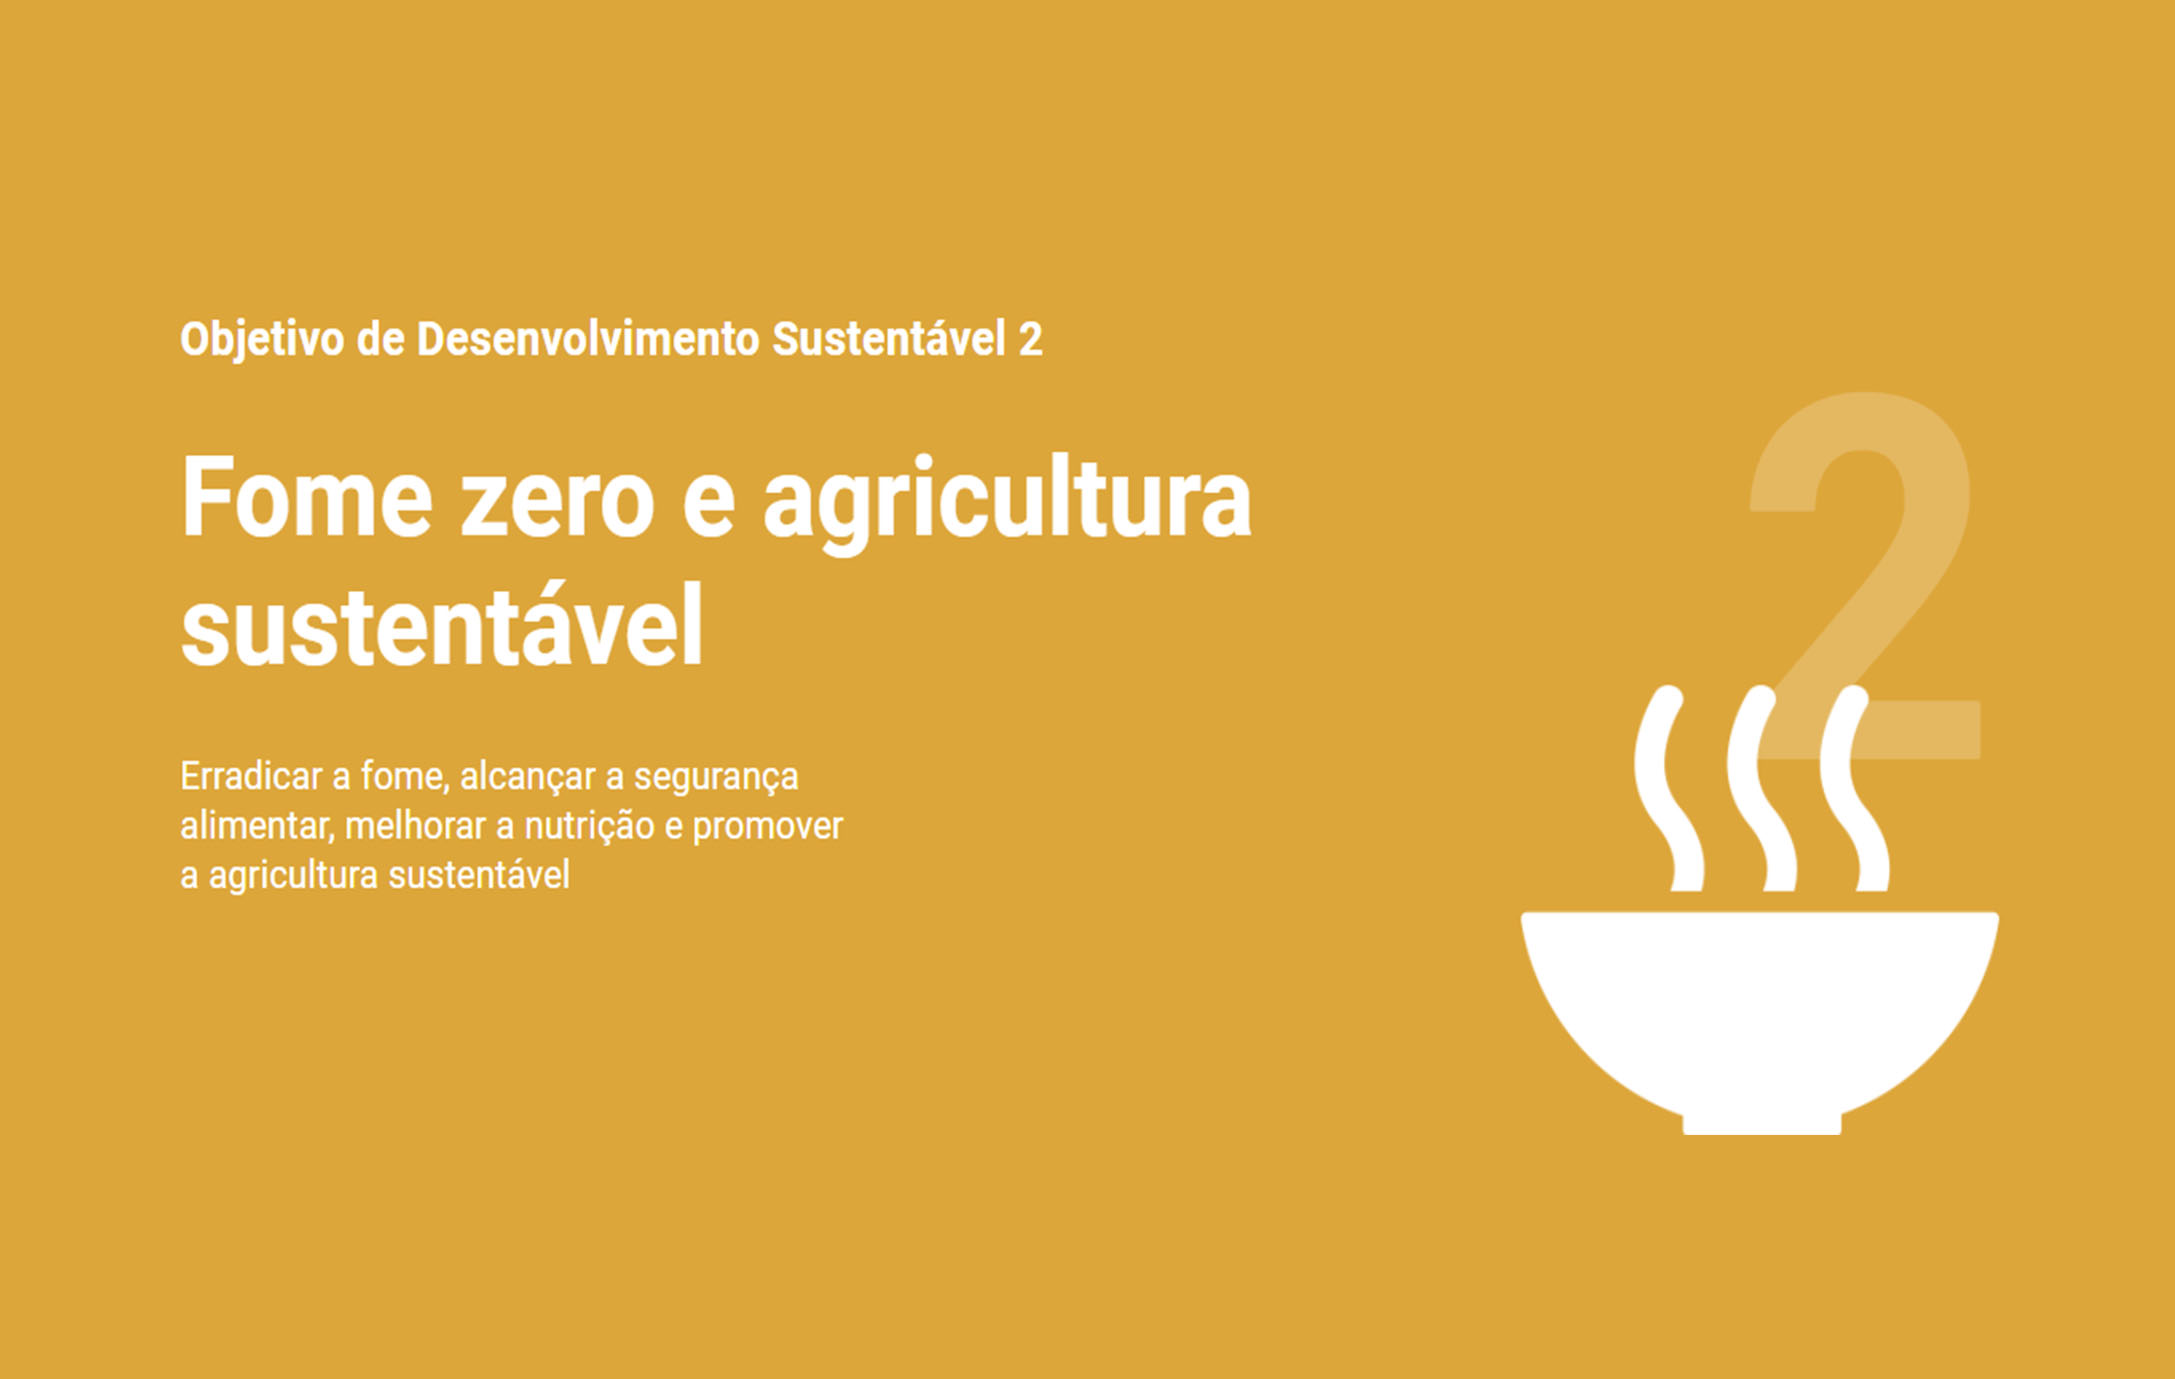 Objetivo de Desenvolvimento Sustentável 2
Fome zero e agricultura
sustentável
Erradicar a fome, alcançar a segurança
alimentar, melhorar a nutrição e promover
a agricultura sustentável
2